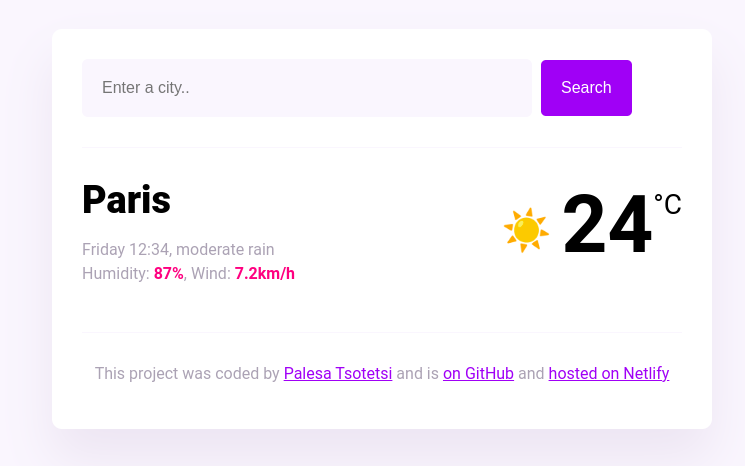 Enter a city..
Search
Paris
24
°C
Friday 12:34, moderate rain
Humidity: 87%, Wind: 7.2km/h
This project was coded by Palesa Tsotetsi and is on GitHub and hosted on Netlify